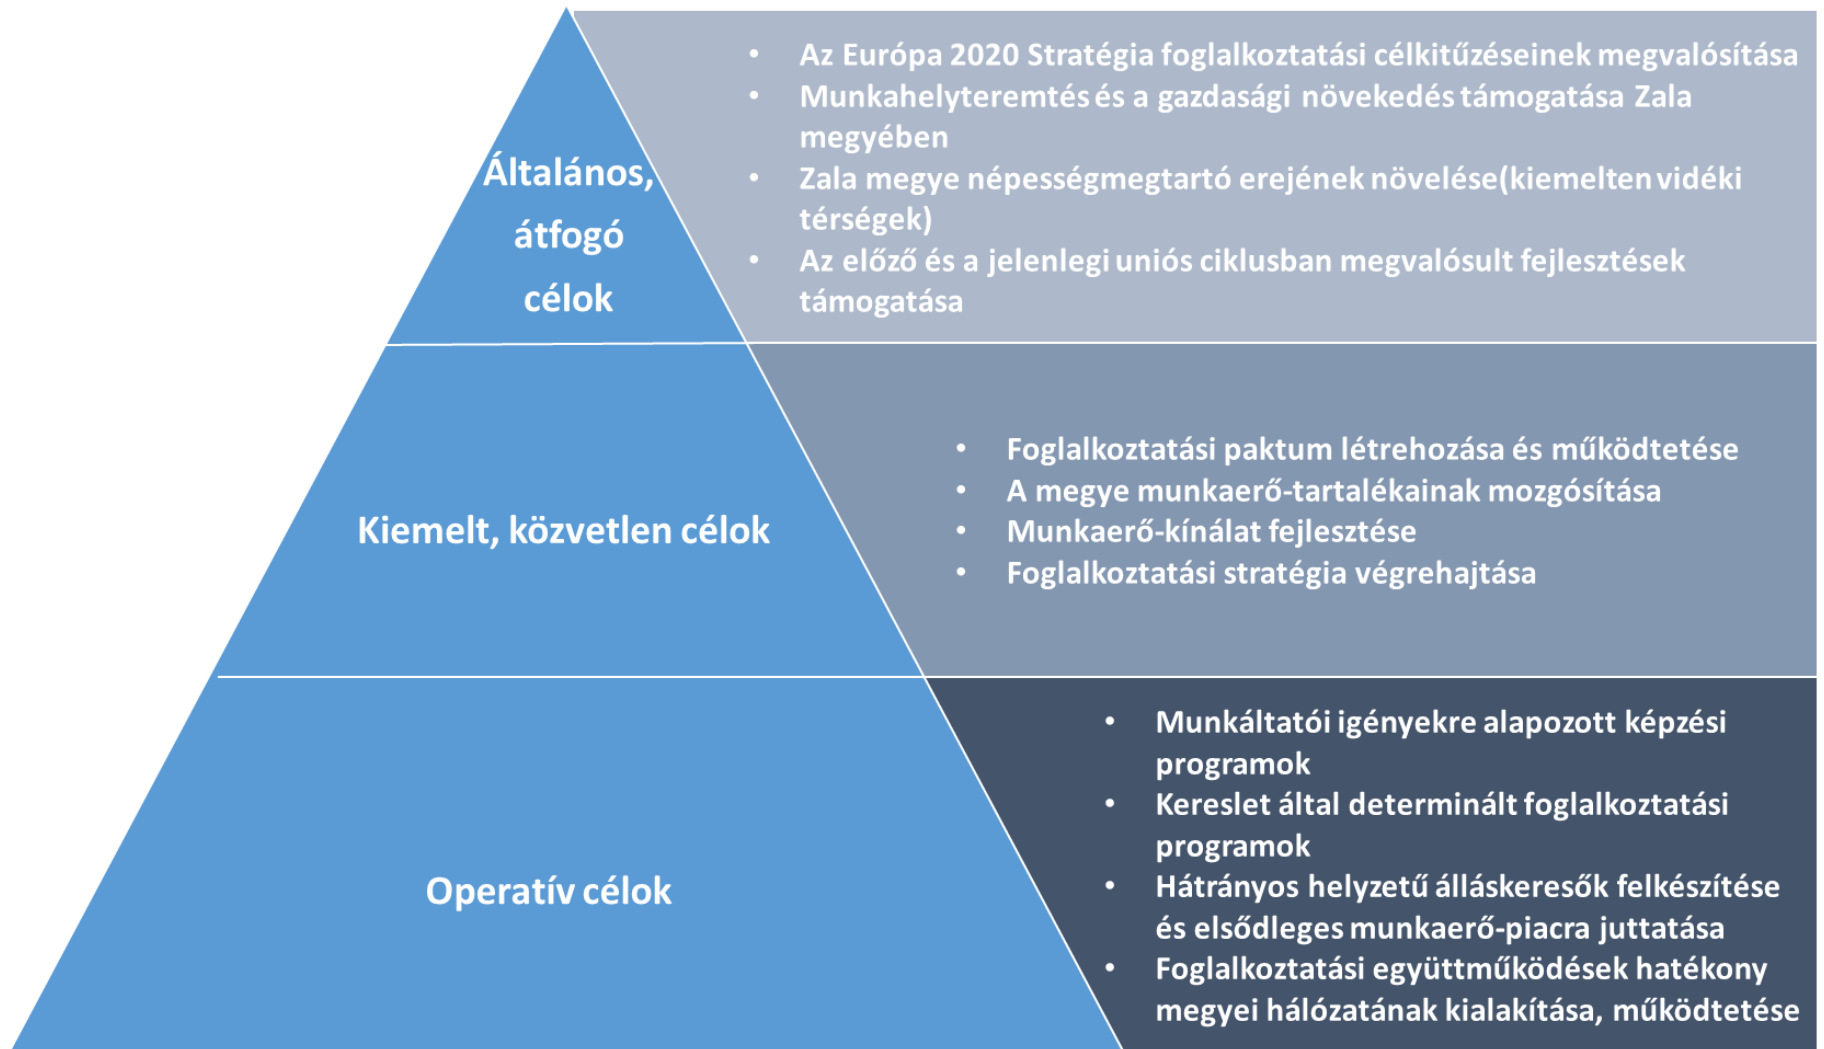 Általános,
átfogó
célok
• Az Európa 2020 Stratégia foglalkoztatási célkitűzéseinek megvalósítása
• Munkahelyteremtés és a gazdasági növekedés támogatása Zala
megyében
• Zala megye népességmegtartó erejének növelése(kiemelten vidéki
térségek)
• Az előző és a jelenlegi uniós ciklusban megvalósult fejlesztések
támogatása
Kiemelt, közvetlen célok
• Foglalkoztatási paktum létrehozása és működtetése
• A megye munkaerő-tartalékainak mozgósítása
• Munkaerő-kínálat fejlesztése
• Foglalkoztatási stratégia végrehajtása
Operatív célok
• Munkáltatói igényekre alapozott képzési
programok
• Kereslet által determinált foglalkoztatási
programok
• Hátrányos helyzetű álláskeresők felkészítése
és elsődleges munkaerő-piacra juttatása
• Foglalkoztatási együttműködések hatékony
megyei hálózatának kialakítása, működtetése